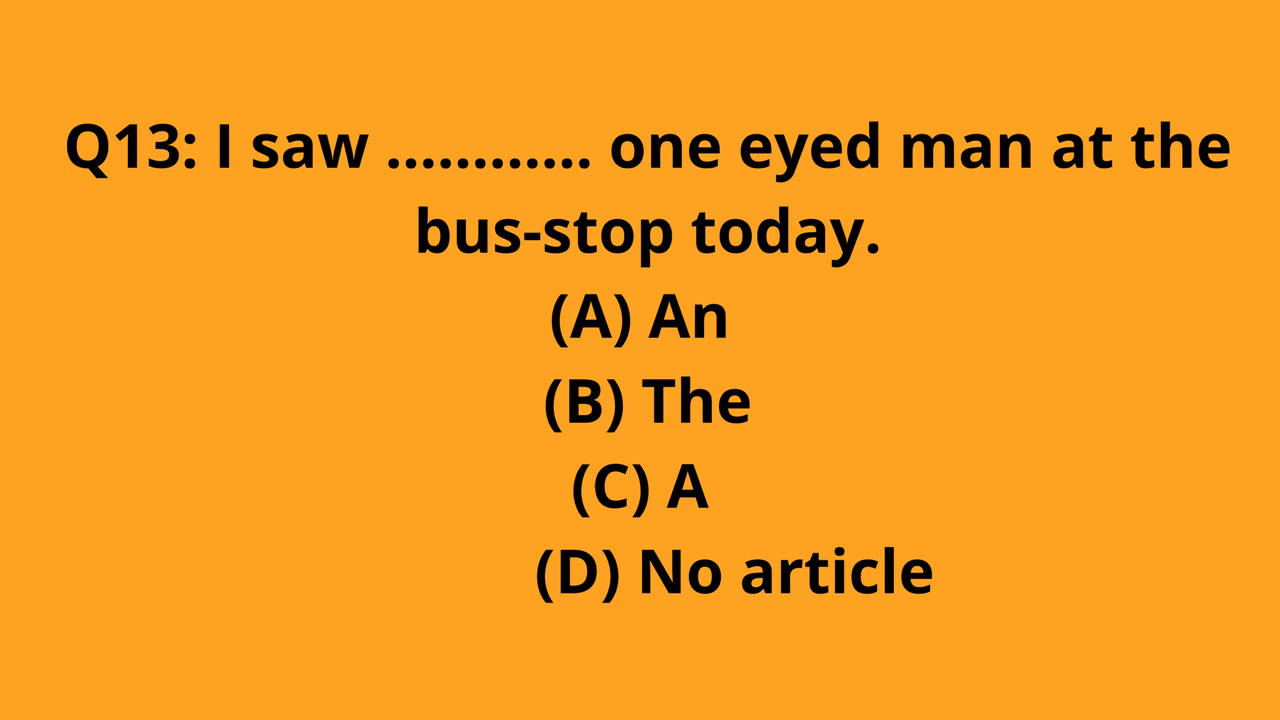 Q13: I saw ............ one eyed man at the
bus-stop today.
(A) An
(B) The
(C) A
(D) No article